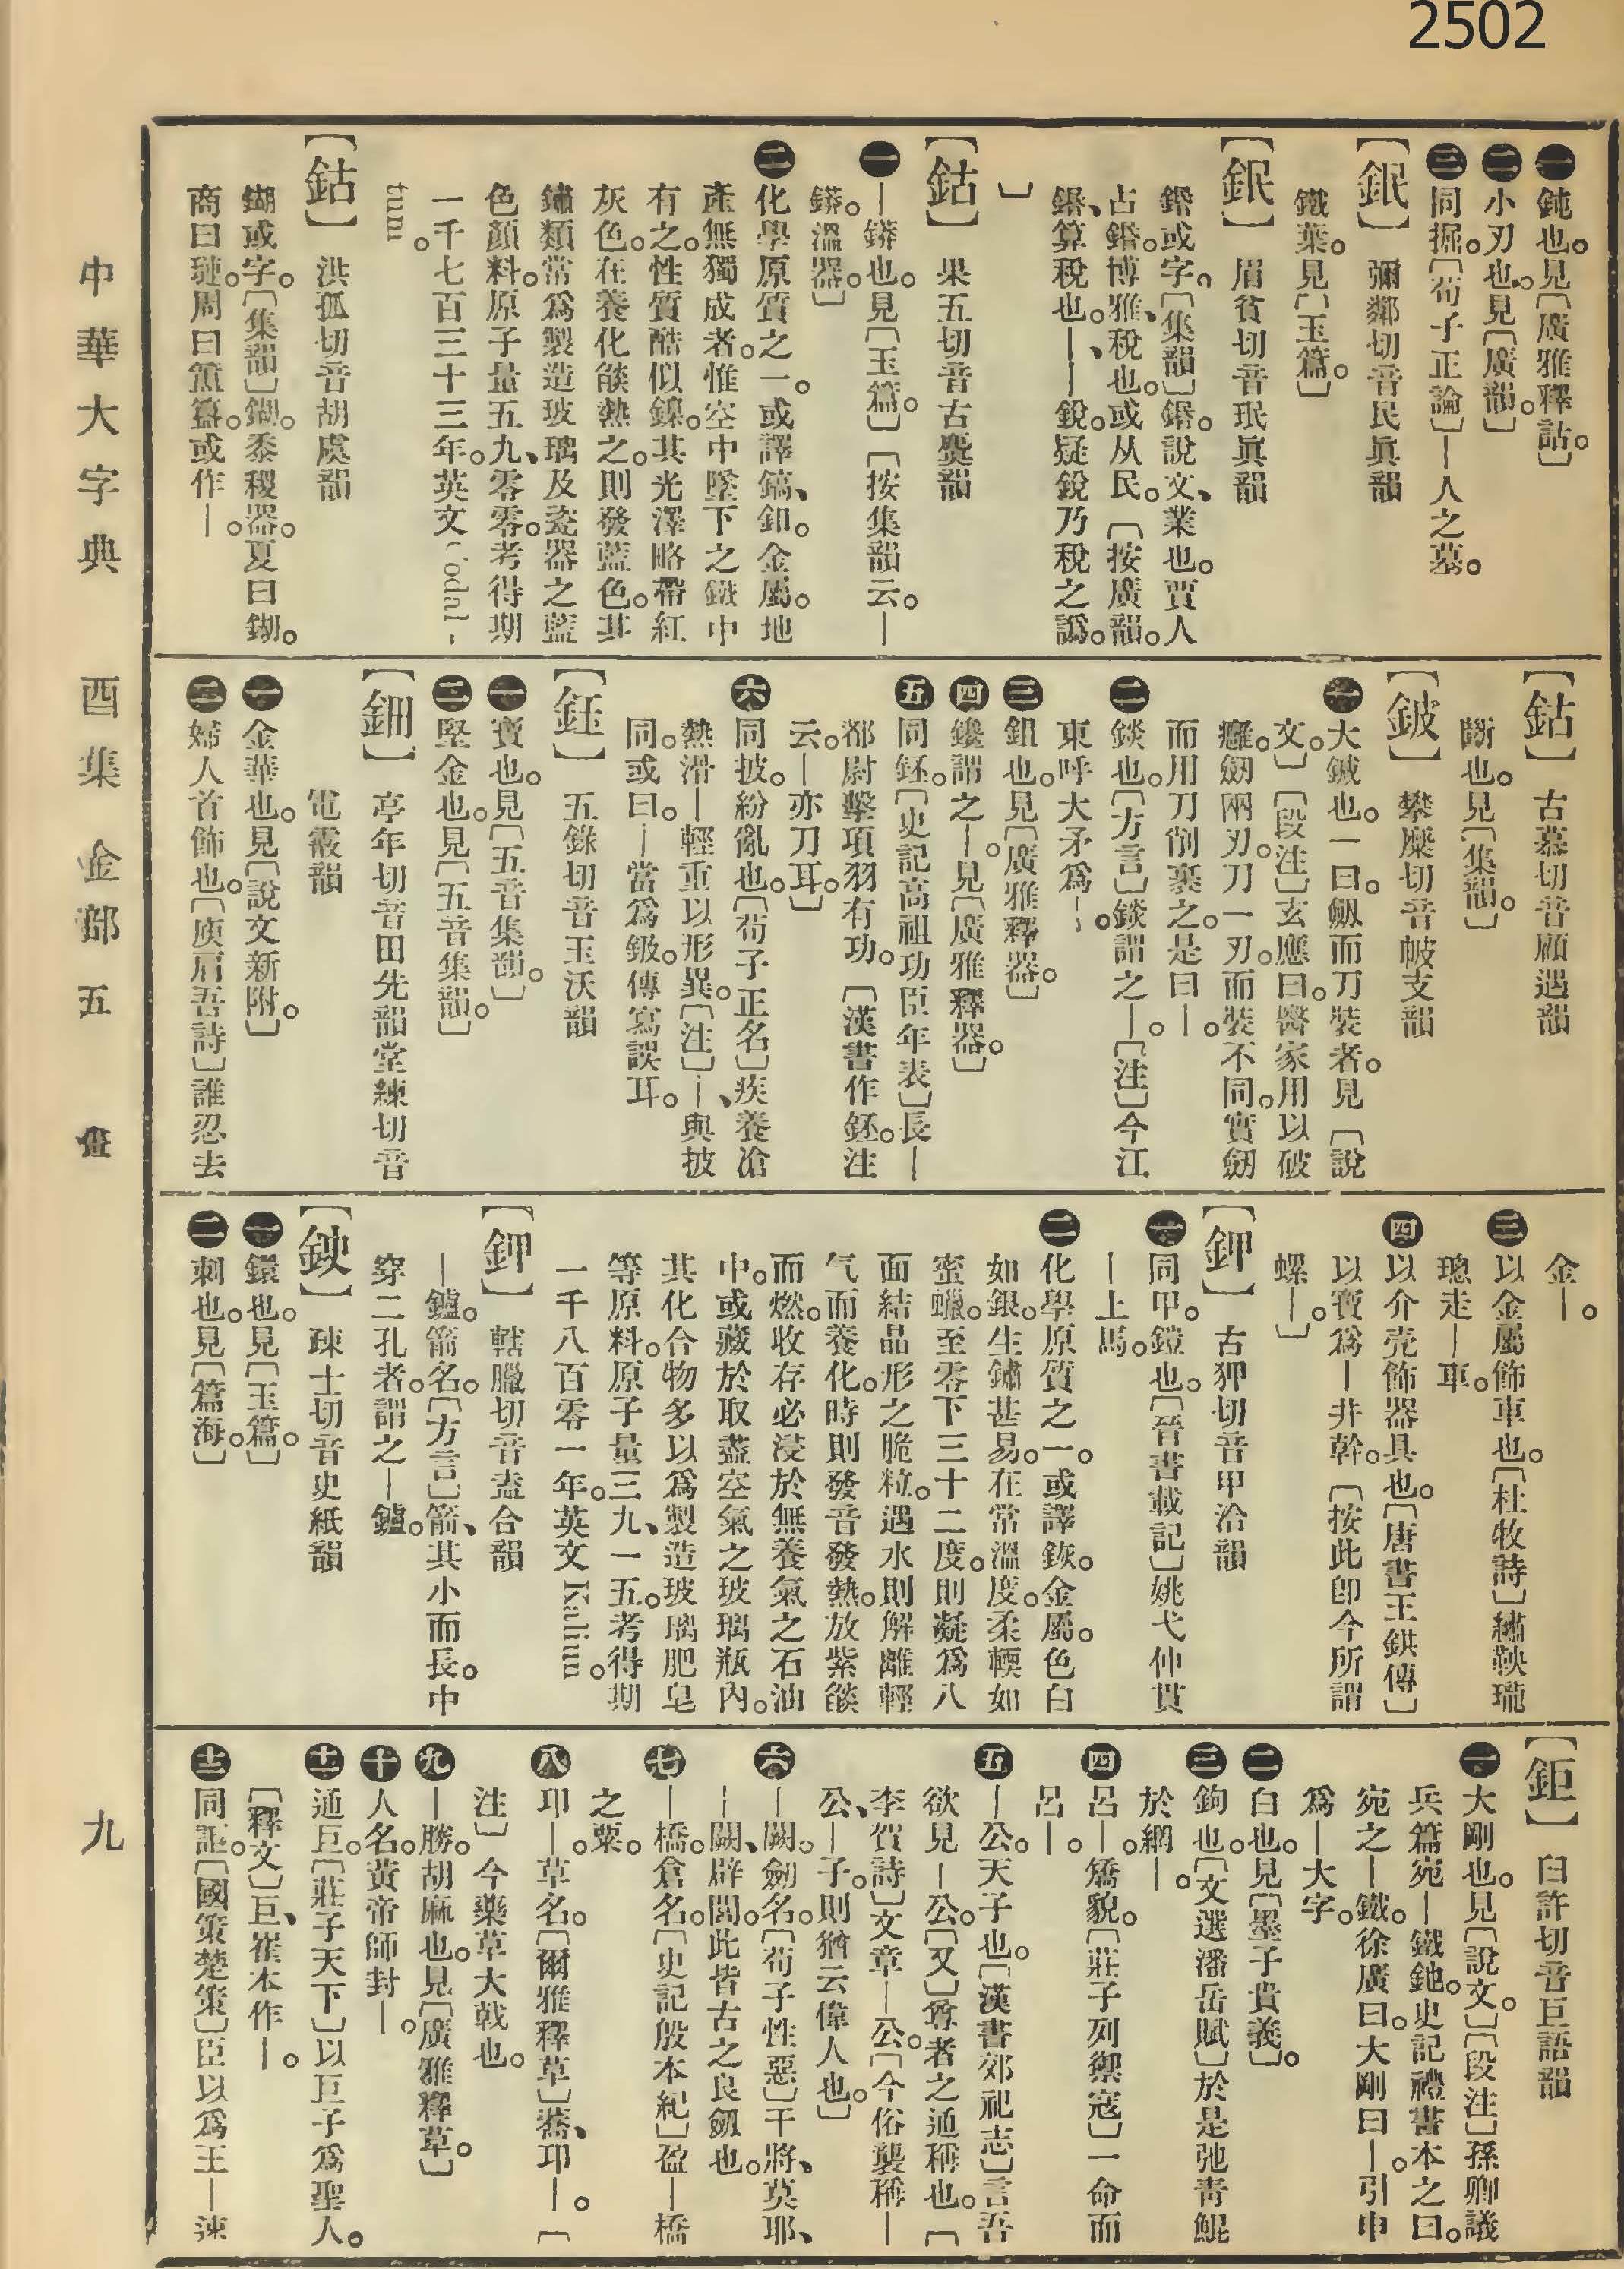 2502
㊀鈍也。見〔廣雅釋詁。〕
㊁小刃也。見〔廣韻。〕
㊂同掘。〔荀子正論〕—人之墓。
【鈱】彌鄰切音民眞韻
鐵葉。見〔玉篇。〕
【鈱】眉貧切音珉眞韻
鍲或字。〔集韻〕鍲。說文、業也。賈人
占鍲。博雅、稅也。或从民。〔按廣韻。
鍲、算稅也。—、—銳。疑銳乃稅之譌。
〕
【鈷】果五切音古麌韻
㊀—鉧也。見〔玉篇。〕〔按集韻云。—
鉧。溫器。〕
㊁化學原質之一。或譯鎬、鈤。金屬。地
產無獨成者。惟空中墜下之鐵中
有之。性質酷似鎳。其光澤略帶紅
灰色。在養化燄熱之。則發藍色。其
鏽類常爲製造玻璃及瓷器之藍
色顏料。原子量五九、零零。考得期
一千七百三十三年。英文
【鈷】洪孤切音胡虞韻
鍸或字。〔集韻〕鍸。黍稷器。夏曰鍸。
商曰璉。周曰簠簋。或作—。
【鈷】古慕切音顧遇韻
斷也。見〔集韻。〕
【鈹】攀糜切音帔支韻
㊀大鍼也。一曰。劒而刀裝者。見〔說
文。〕〔段注〕玄應曰。醫家用以破
癰。劒兩刃。刀一刃。而裝不同。實劒
而用刀削裹之。是曰—。
㊁錟也。〔方言〕錟謂之—。〔注〕今江
東呼大矛爲—。
㊂鈕也。見〔廣雅釋器。〕
㊃鑱謂之—。見〔廣雅釋器。〕
㊄同鉟。〔史記高祖功臣年表〕長—
都尉擊項羽有功。〔漢書作鉟。注
云。—亦刀耳。〕
㊅同披。紛亂也。〔荀子正名〕疾養凔
熱滑—輕重以形異。〔注〕—、與披
同。或曰。—當爲鈒。傳寫誤耳。
【鈺】五錄切音玉沃韻
㊀寶也。見〔五音集韻。〕
㊁堅金也。見〔五音集韻。〕
【鈿】亭年切音田先韻堂練切音
電霰韻
㊀金華也。見〔說文新附。〕
㊁婦人首飾也。〔庾肩吾詩〕誰忍去
金—。
㊂以金屬飾車也。〔杜牧詩〕繡鞅瓏
璁走—車。
㊃以介壳飾器具也。〔唐書王鉷傳〕
以寶爲—井幹。〔按此卽今所謂
螺—。〕
【鉀】古狎切音甲洽韻
㊀同甲。鎧也。〔晉書載記〕姚弋仲貫
—上馬。
㊁化學原質之一。或譯鉃。金屬。色白
如銀。生鏽甚易。在常溫度。柔輭如
蜜蠟。至零下三十二度。則凝爲八
面結晶形之脆粒。遇水則解離輕
气而養化。時則發音發熱。放紫燄
而燃。收存必浸於無養氣之石油
中。或藏於取盡空氣之玻璃瓶內。
其化合物多以爲製造玻璃肥皂
等原料。原子量三九、一五。考得期
一千八百零一年。英文Kalium。
【鉀】轄臘切音盍合韻
—鑪。箭名。〔方言〕箭、其小而長。中
穿二孔者。謂之—鑪。
【鉂】疎士切音史紙韻
㊀鐶也。見〔玉篇。〕
㊁刺也。見〔篇海。〕
【鉅】臼許切音巨語韻
㊀大剛也。見〔說文。〕〔段注〕孫卿議
兵篇宛—鐵鉇。史記禮書本之曰。
宛之—鐵。徐廣曰。大剛曰—。引申
爲—大字。
㊁白也。見〔墨子貴義〕。
㊂鉤也。〔文選潘岳賦〕於是弛靑鯤
於網—。
㊃呂—。矯貌。〔莊子列禦寇〕一命而
呂—。
㊄—公。天子也。〔漢書郊祀志〕言吾
欲見—公。〔又〕尊者之通稱也。〔
李賀詩〕文章—公。〔今俗襲稱—
公、—子。則猶云偉人也。〕
㊅—闕。劒名。〔荀子性惡〕干將、莫耶、
—闕、辟閭。此皆古之良劒也。
㊆—橋。倉名。〔史記殷本紀〕盈—橋
之粟。
㊇卭—。草名。〔爾雅釋草〕蕎、卭—。〔
注〕今藥草大戟也。
㊈—勝。胡麻也。見〔廣雅釋草。〕
㊉人名。黃帝師封—。
十一通巨。〔莊子天下〕以巨子爲聖人。
〔釋文〕巨、崔本作—。
十二同詎。〔國策楚策〕臣以爲王—速
中華大字典 酉集 金部 五畫 九